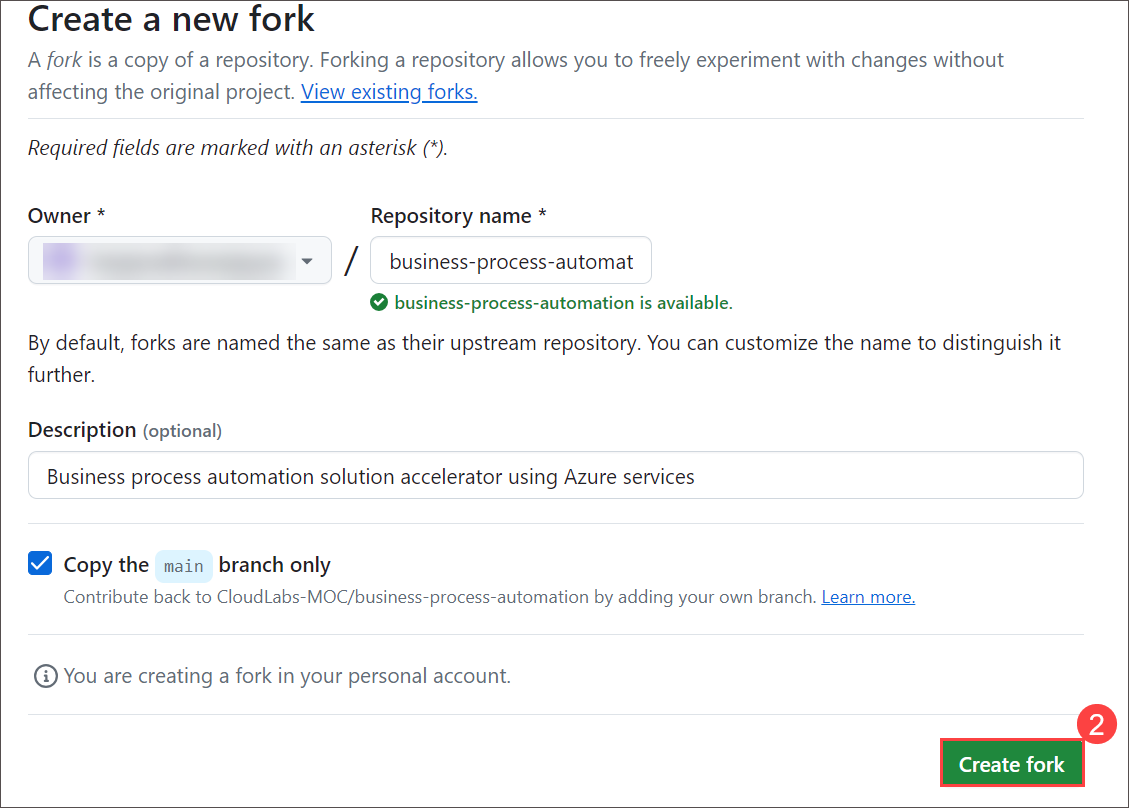 Create a new fork
A fork is a copy of a repository. Forking a repository allows you to freely experiment with changes without
affecting the original project. View existing forks.
Required fields are marked with an asterisk (*).
Owner *
Repository name *
/
business-process-automat
business-process-automation is available.
By default, forks are named the same as their upstream repository. You can customize the name to distinguish it
further.
Description (optional)
Business process automation solution accelerator using Azure services
Copy the main branch only
Contribute back to CloudLabs-MOC/business-process-automation by adding your own branch. Learn more.
You are creating a fork in your personal account.
2
Create fork